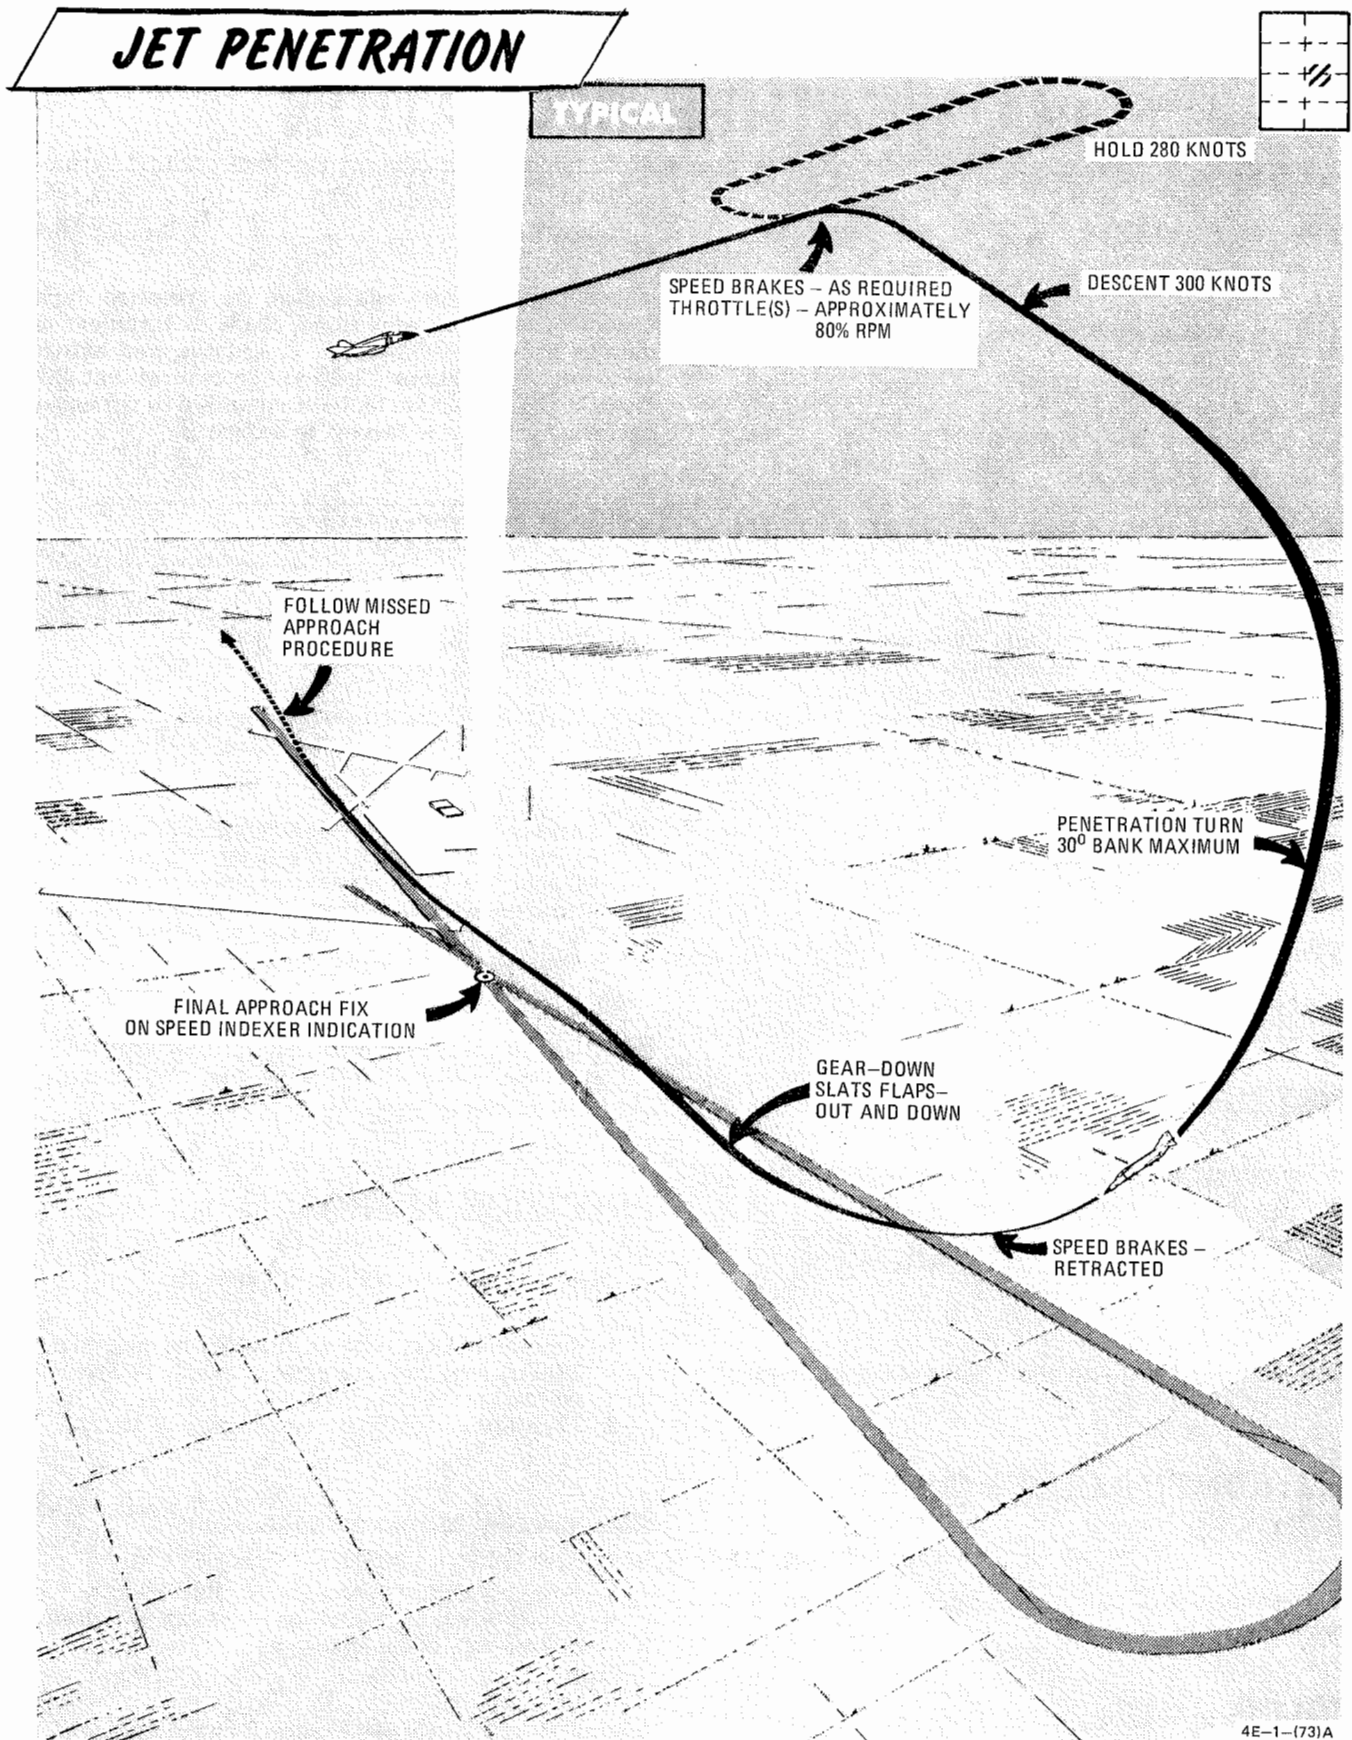 JET PENETRATION
TYPICAL
HOLD 280 KNOTS
SPEED BRAKES – AS REQUIRED
THROTTLE(S) – APPROXIMATELY
80% RPM
DESCENT 300 KNOTS
FOLLOW MISSED
APPROACH
PROCEDURE
PENETRATION TURN
30⁰ BANK MAXIMUM
FINAL APPROACH FIX
ON SPEED INDEXER INDICATION
GEAR–DOWN
SLATS FLAPS–
OUT AND DOWN
SPEED BRAKES –
RETRACTED
4E–1–(73)A